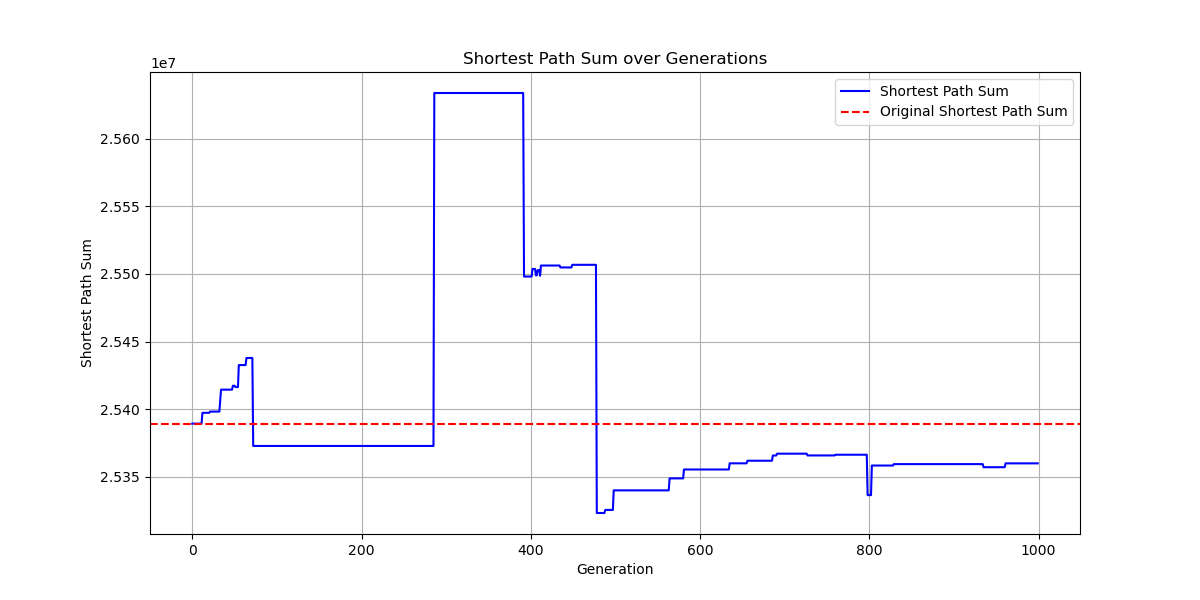 Shortest Path Sum over Generations
1e7
Shortest Path Sum
Original Shortest Path Sum
2.560
2.555
2.550
2.545
2.540
2.535
Shortest Path Sum
0 200 400 600 800 1000
Generation